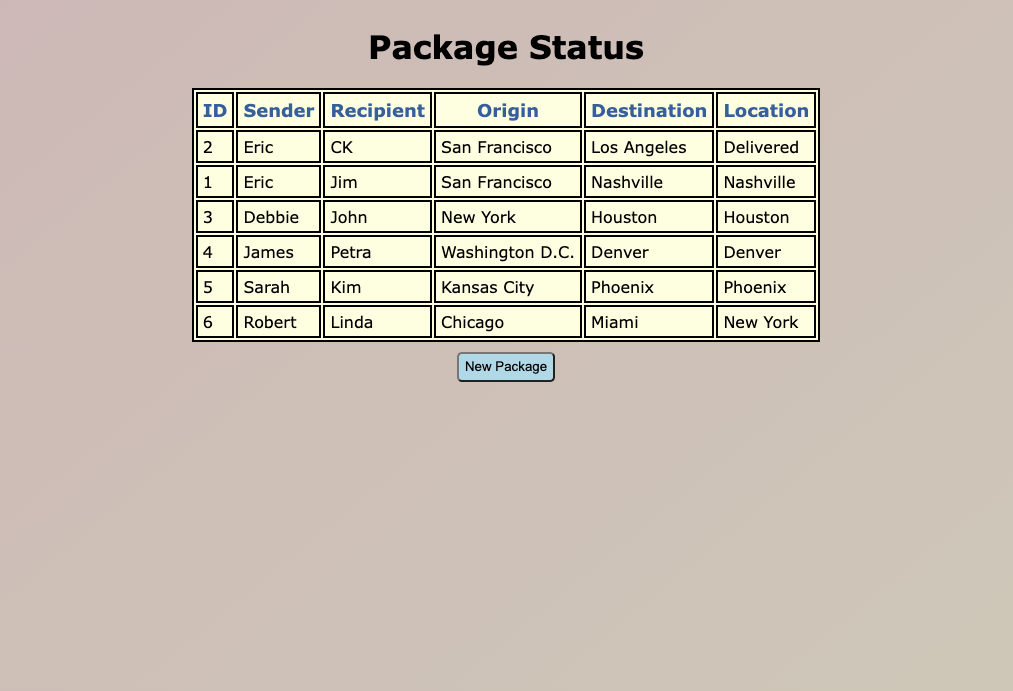 Package Status
ID Sender Recipient Origin Destination Location
2 Eric CK San Francisco Los Angeles Delivered
1 Eric Jim San Francisco Nashville Nashville
3 Debbie John New York Houston Houston
4 James Petra Washington D.C. Denver Denver
5 Sarah Kim Kansas City Phoenix Phoenix
6 Robert Linda Chicago Miami New York
New Package